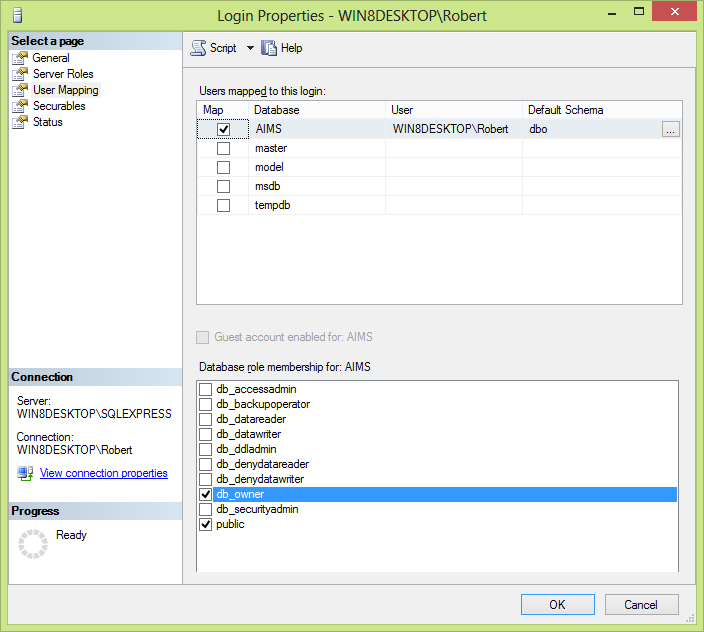 Login Properties - WIN8DESKTOP\Robert
Select a page
General
Server Roles
User Mapping
Securables
Status
Script
Help
Users mapped to this login:
Map Database User Default Schema
AIMS WIN8DESKTOP\Robert dbo ...
master
model
msdb
tempdb
Guest account enabled for: AIMS
Database role membership for: AIMS
db_accessadmin
db_backupoperator
db_datareader
db_datawriter
db_ddladmin
db_denydatareader
db_denydatawriter
db_owner
db_securityadmin
public
Connection
Server:
WIN8DESKTOP\SQLEXPRESS
Connection:
WIN8DESKTOP\Robert
View connection properties
Progress
Ready
OK
Cancel